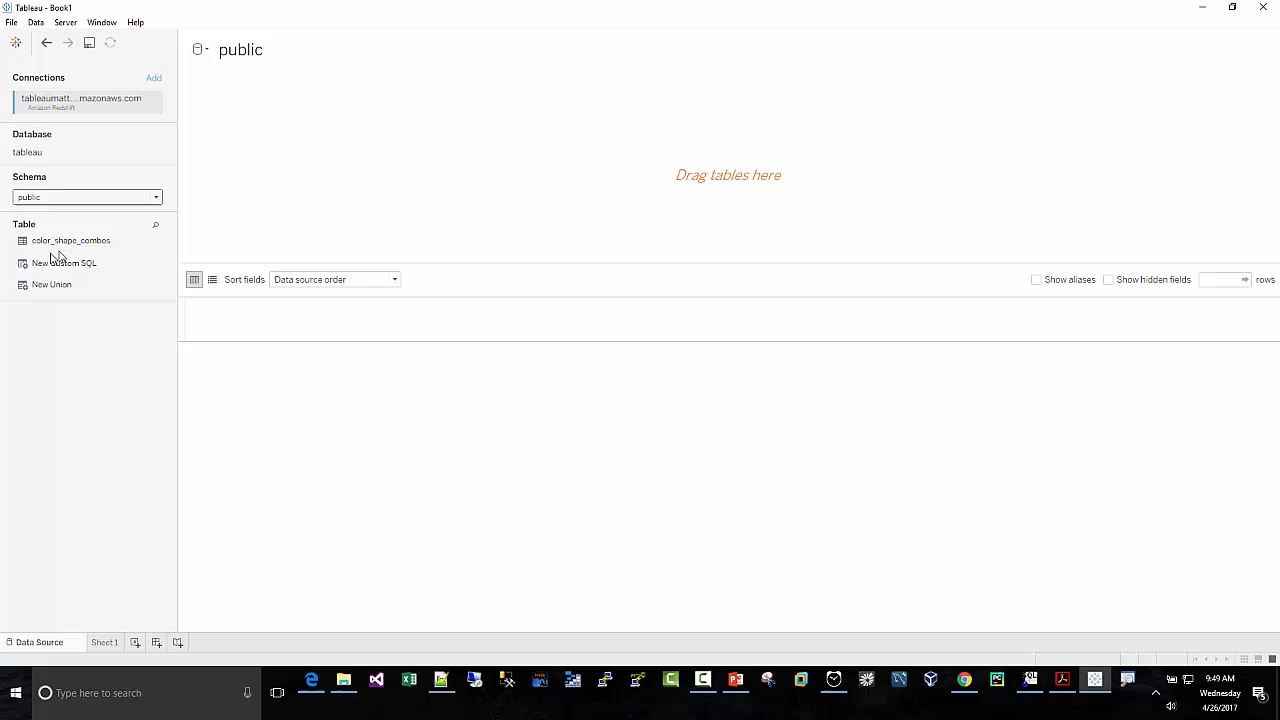 Tableau - Book1
File Data Server Window Help
Connections Add
tableaumatt....mazonaws.com
Amazon Redshift
Database
tableau
Schema
public
Table
color_shape_combos
New Custom SQL
New Union
public
Drag tables here
Sort fields Data source order Show aliases Show hidden fields rows
Data Source Sheet 1
Type here to search
9:49 AM
Wednesday
4/26/2017